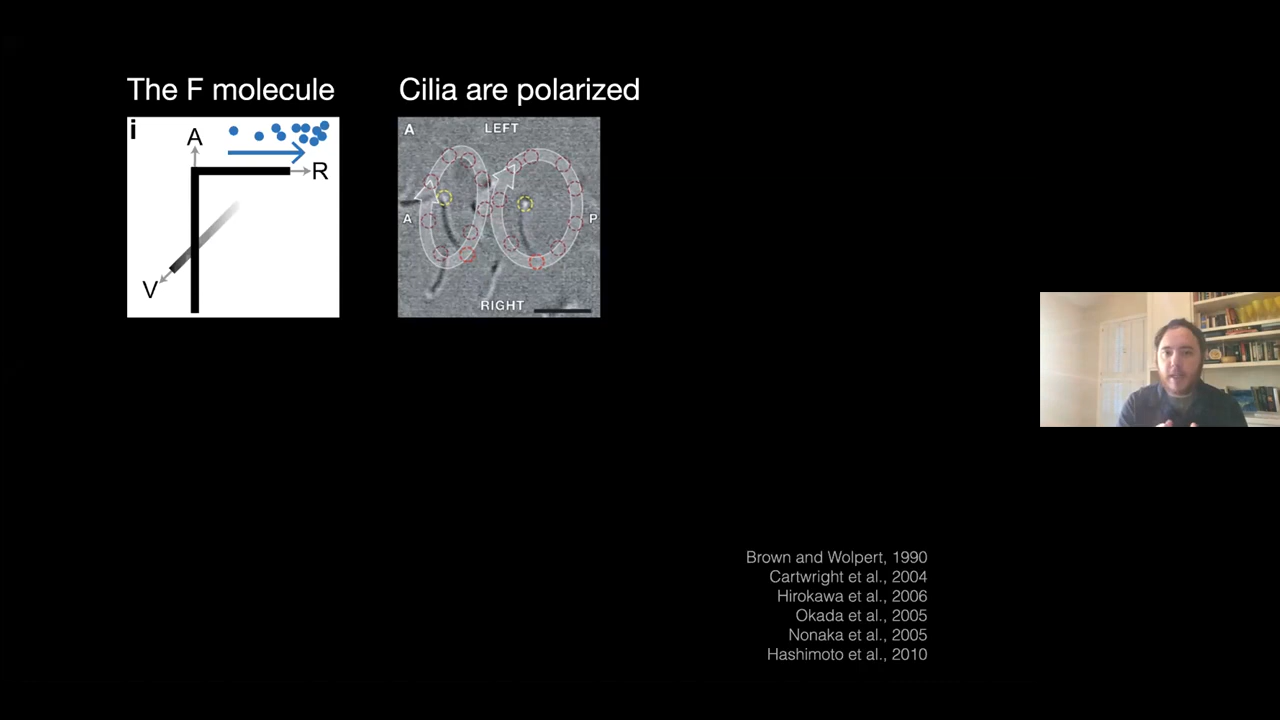 The F molecule
i
A
R
V
Cilia are polarized
A
LEFT
A
P
RIGHT
Brown and Wolpert, 1990
Cartwright et al., 2004
Hirokawa et al., 2006
Okada et al., 2005
Nonaka et al., 2005
Hashimoto et al., 2010